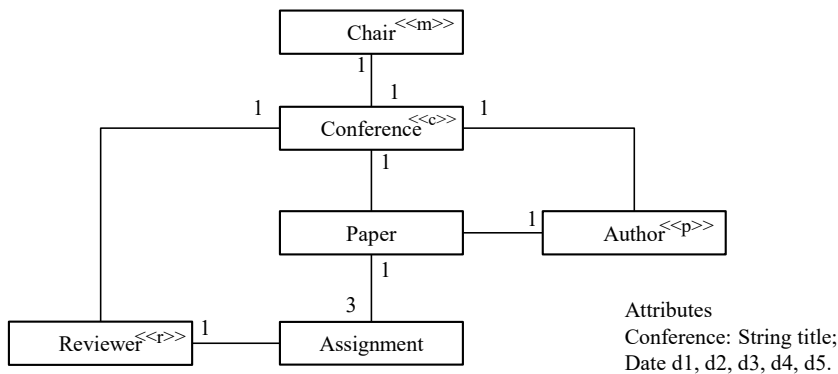 Chair<<m>>
1
1
1
1
Conference<<c>>
1
Paper
1
Author<<p>>
1
3
Reviewer<<r>>
1
Assignment
Attributes
Conference: String title;
Date d1, d2, d3, d4, d5.